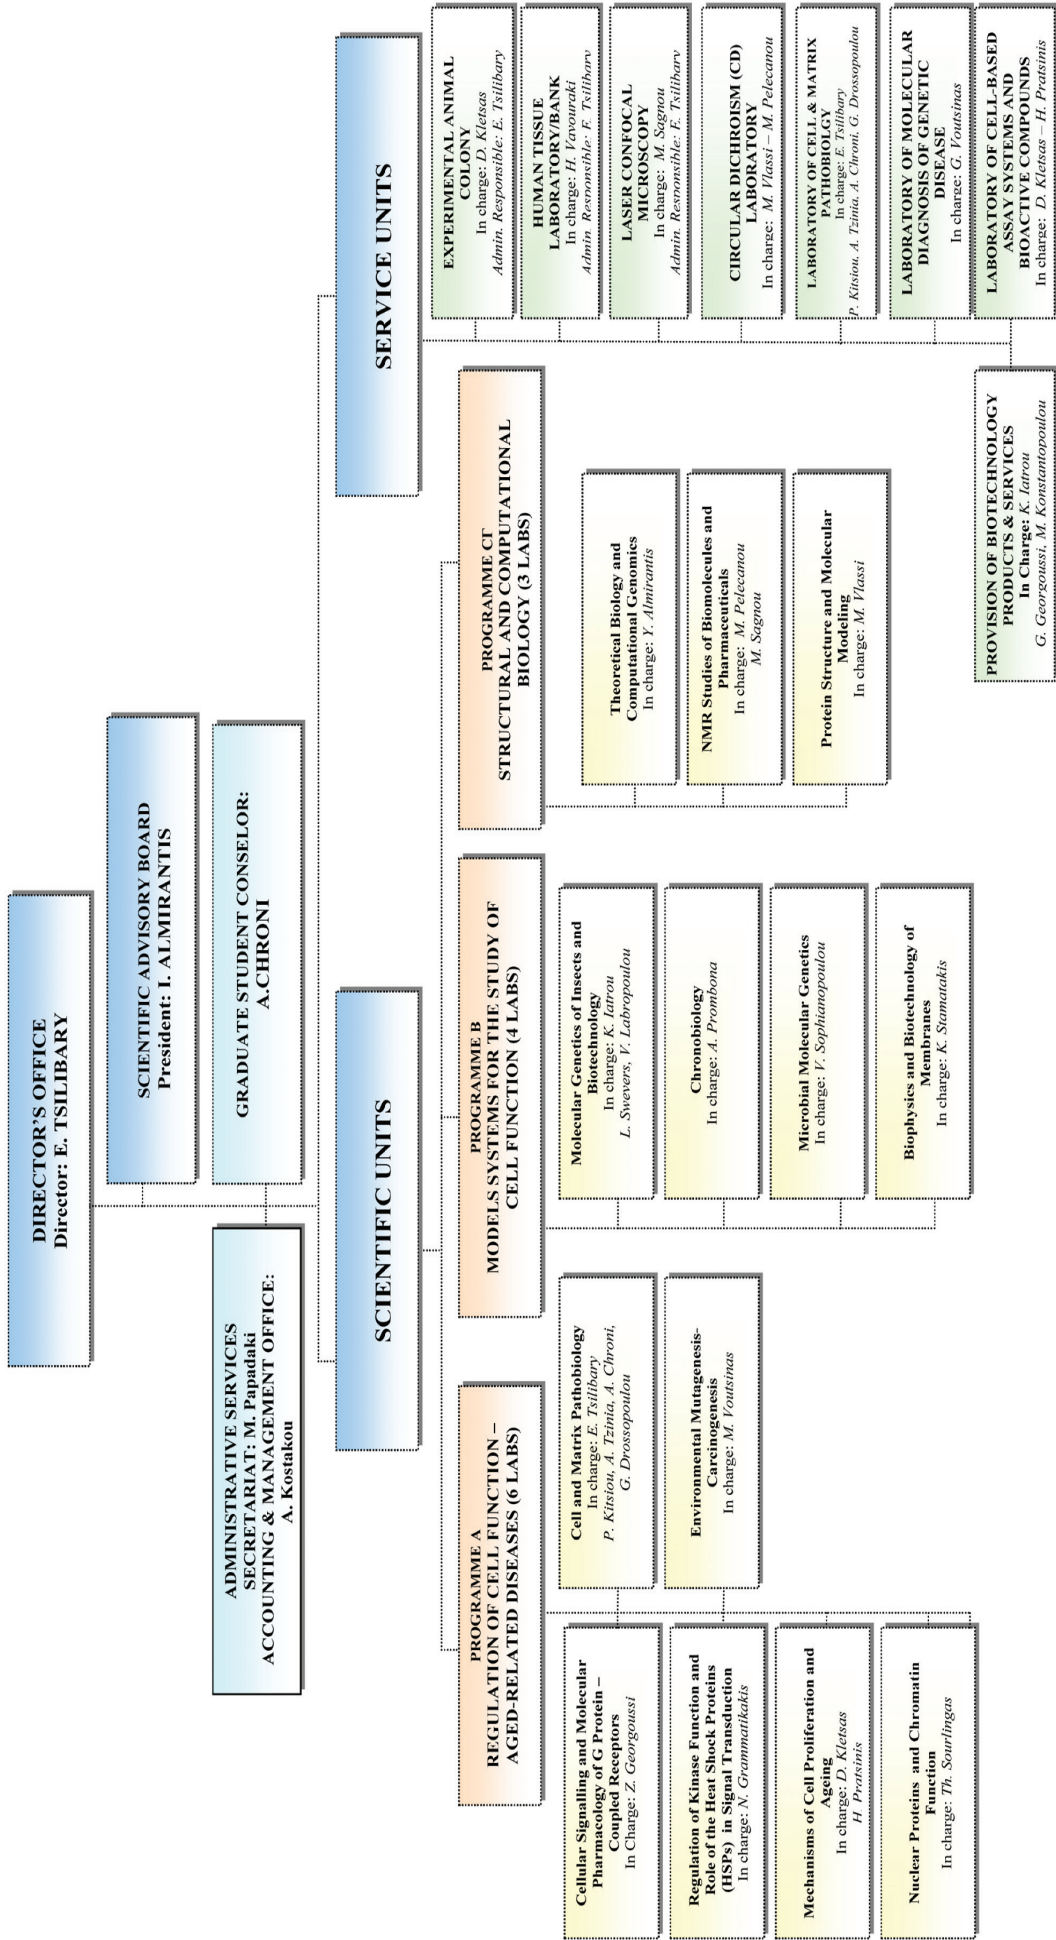 DIRECTOR'S OFFICE
Director: E. TSILIBARY
SCIENTIFIC ADVISORY BOARD
President: I. ALMIRANTIS
ADMINISTRATIVE SERVICES
SECRETARIAT: M. Papadaki
ACCOUNTING & MANAGEMENT OFFICE:
A. Kostakou
GRADUATE STUDENT CONSELOR:
A.CHRONI
SCIENTIFIC UNITS
SERVICE UNITS
PROGRAMME A
REGULATION OF CELL FUNCTION –
AGED-RELATED DISEASES (6 LABS)
Cellular Signalling and Molecular
Pharmacology of G Protein –
Coupled Receptors
In Charge: Z. Georgoussi
Regulation of Kinase Function and
Role of the Heat Shock Proteins
(HSPs) in Signal Transduction
In charge: N. Grammatikakis
Mechanisms of Cell Proliferation and
Ageing
In charge: D. Kletsas
H. Pratsinis
Nuclear Proteins and Chromatin
Function
In charge: Th. Sourlingas
Cell and Matrix Pathobiology
In charge: E. Tsilibary
P. Kitsiou, A. Tzinia, A. Chroni,
G. Drossopoulou
Environmental Mutagenesis-
Carcinogenesis
In charge: M. Voutsinas
PROGRAMME B
MODELS SYSTEMS FOR THE STUDY OF
CELL FUNCTION (4 LABS)
Molecular Genetics of Insects and
Biotechnology
In charge: K. Iatrou
L. Swevers, V. Labropoulou
Chronobiology
In charge: A. Prombona
Microbial Molecular Genetics
In charge: V. Sophianopoulou
Biophysics and Biotechnology of
Membranes
In charge: K. Stamatakis
PROGRAMME CΓ
STRUCTURAL AND COMPUTATIONAL
BIOLOGY (3 LABS)
Theoretical Biology and
Computational Genomics
In charge: Y. Almirantis
NMR Studies of Biomolecules and
Pharmaceuticals
In charge: M. Pelecanou
M. Sagnou
Protein Structure and Molecular
Modeling
In charge: M. Vlassi
EXPERIMENTAL ANIMAL
COLONY
In charge: D. Kletsas
Admin. Responsible: E. Tsilibary
HUMAN TISSUE
LABORATORY/BANK
In charge: H. Vavouraki
Admin. Responsible: E. Tsilibary
LASER CONFOCAL
MICROSCOPY
In charge: M. Sagnou
Admin. Responsible: E. Tsilibary
CIRCULAR DICHROISM (CD)
LABORATORY
In charge: M. Vlassi – M. Pelecanou
LABORATORY OF CELL & MATRIX
PATHOBIOLGY
In charge: E. Tsilibary
P. Kitsiou, A. Tzinia, A. Chroni, G. Drossopoulou
LABORATORY OF MOLECULAR
DIAGNOSIS OF GENETIC
DISEASE
In charge: G. Voutsinas
LABORATORY OF CELL-BASED
ASSAY SYSTEMS AND
BIOACTIVE COMPOUNDS
In charge: D. Kletsas – H. Pratsinis
PROVISION OF BIOTECHNOLOGY
PRODUCTS & SERVICES
In Charge: K. Iatrou
G. Georgoussi, M. Konstantopoulou